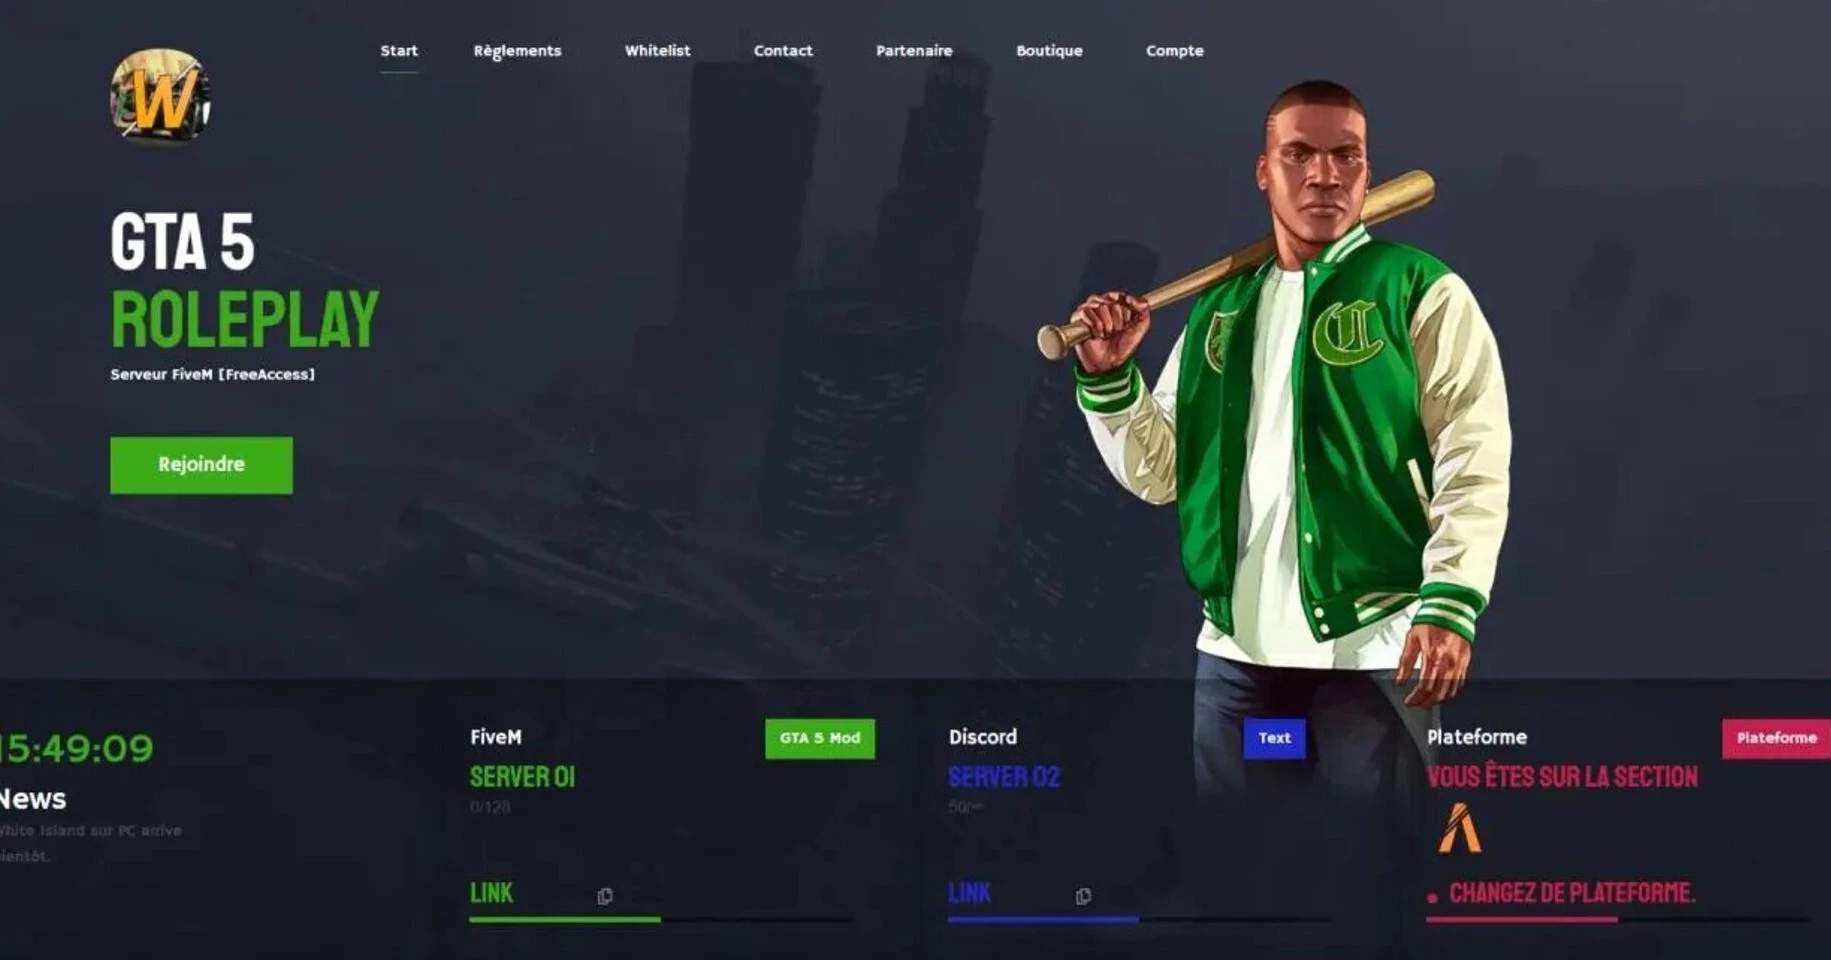 Start Règlements Whitelist Contact Partenaire Boutique Compte
W
GTA 5
ROLEPLAY
Serveur FiveM [FreeAccess]
Rejoindre
15:49:09
News
White Island sur PC arrive
bientôt.
FiveM
GTA 5 Mod
SERVER 01
0/128
LINK
Discord
Text
SERVER 02
50/∞
LINK
Plateforme
Plateforme
VOUS ÊTES SUR LA SECTION
CHANGEZ DE PLATEFORME.